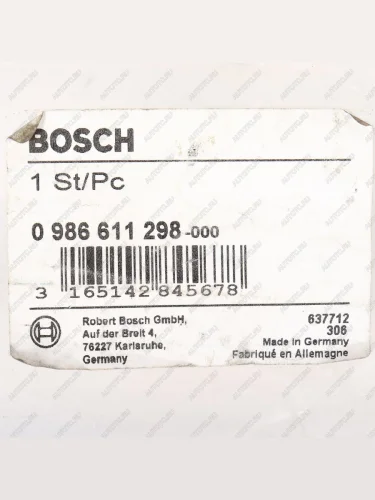 BOSCH
1 St/Pc
0 986 611 298-000
3 165142 845678
Robert Bosch GmbH,
Auf der Breit 4,
76227 Karlsruhe,
Germany
637712
306
Made in Germany
Fabriqué en Allemagne